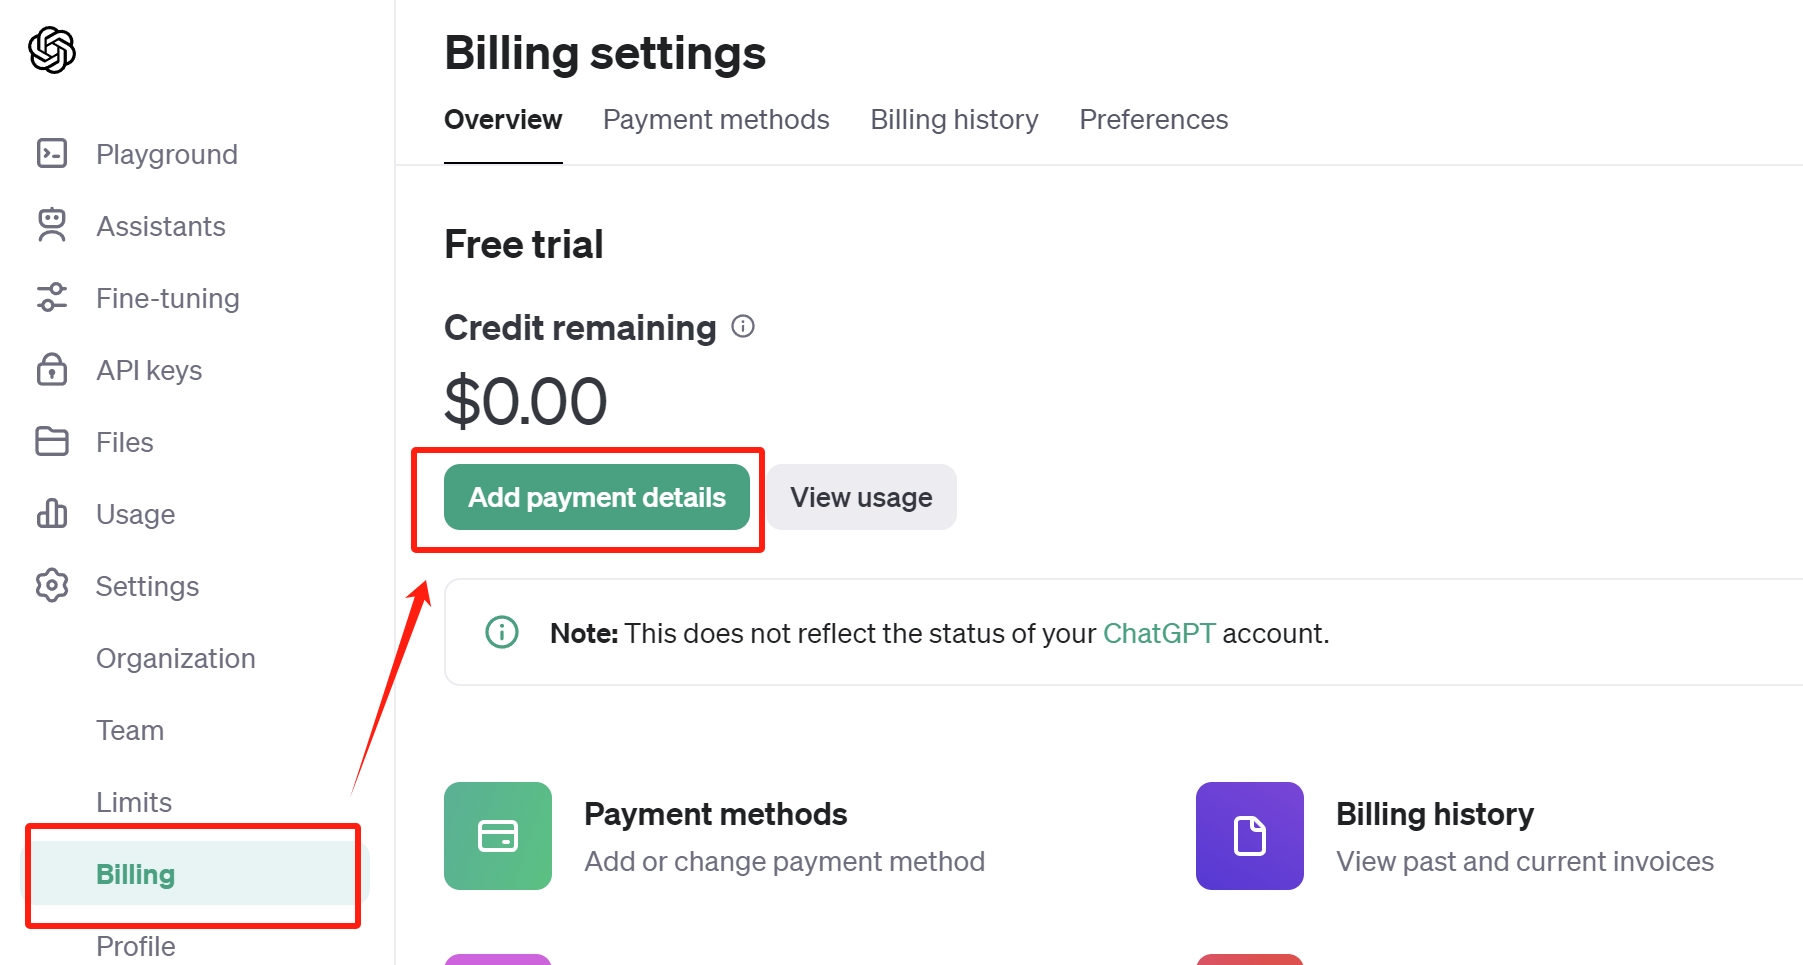 Playground
Assistants
Fine-tuning
API keys
Files
Usage
Settings
Organization
Team
Limits
Billing
Profile
Billing settings
Overview Payment methods Billing history Preferences
Free trial
Credit remaining
$0.00
Add payment details View usage
Note: This does not reflect the status of your ChatGPT account.
Payment methods
Add or change payment method
Billing history
View past and current invoices